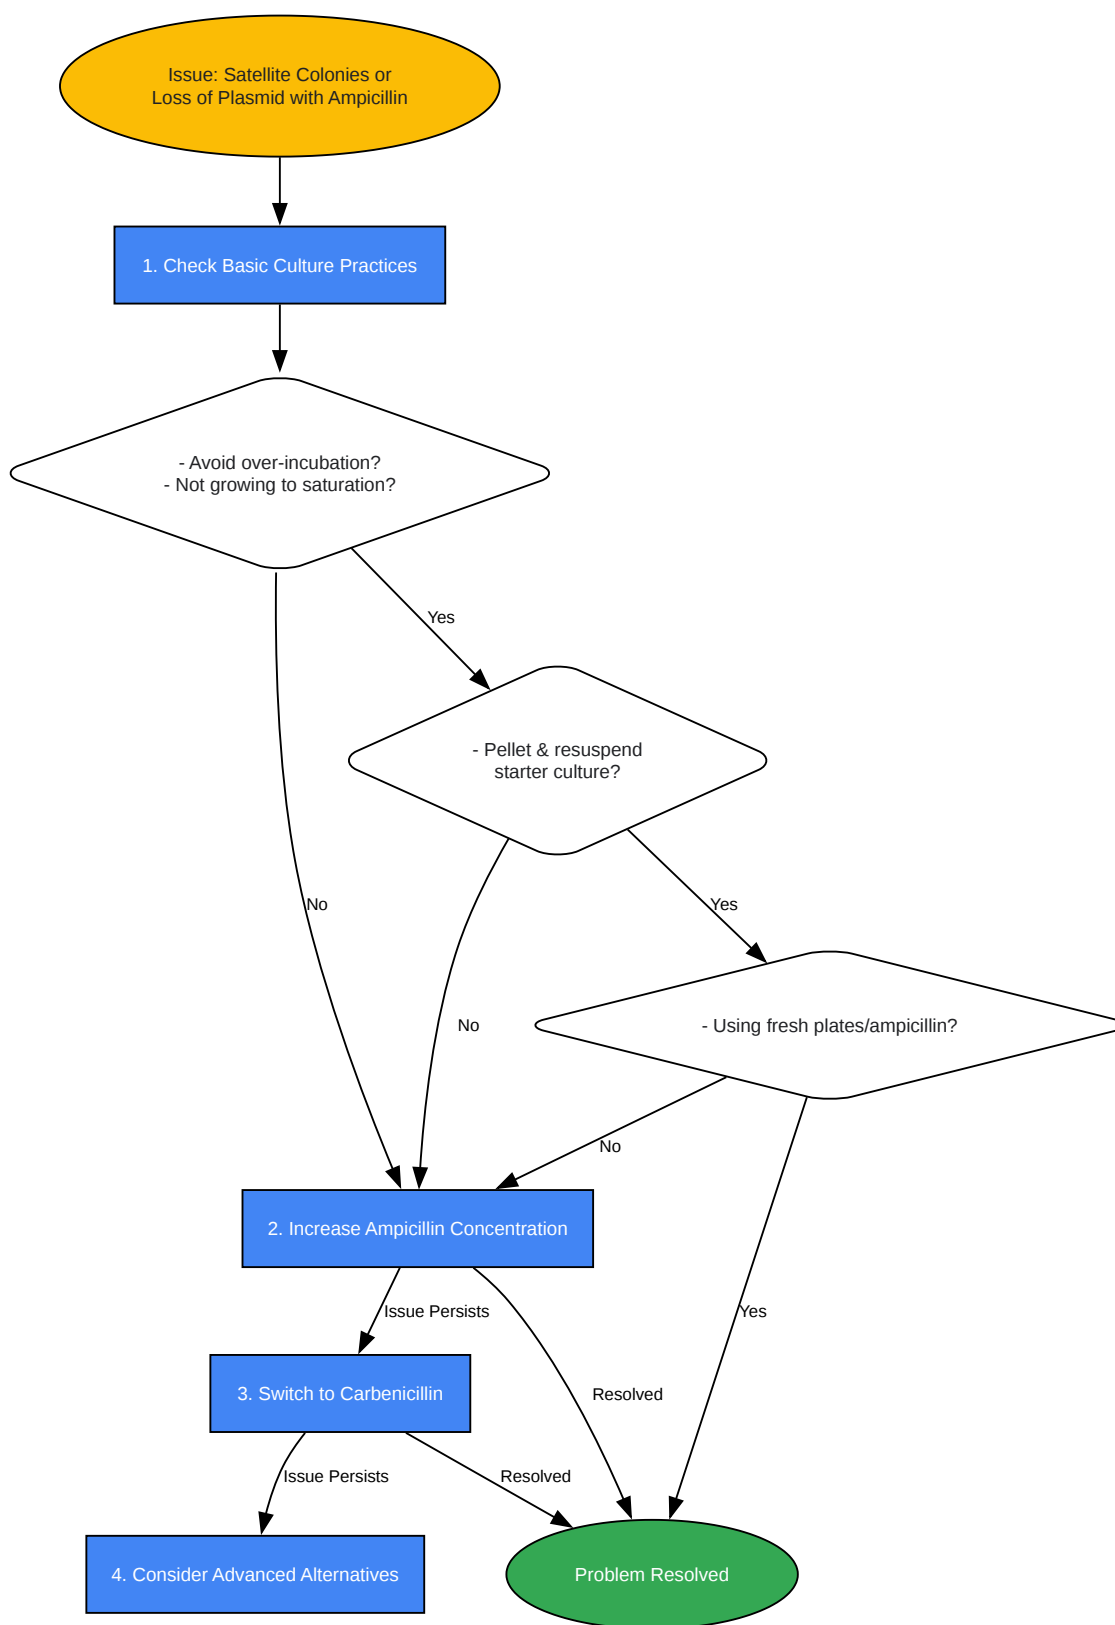 Issue: Satellite Colonies or
Loss of Plasmid with Ampicillin
1. Check Basic Culture Practices
- Avoid over-incubation?
- Not growing to saturation?
Yes
- Pellet & resuspend
starter culture?
No
Yes
No
- Using fresh plates/ampicillin?
No
2. Increase Ampicillin Concentration
Issue Persists
Yes
3. Switch to Carbenicillin
Resolved
Issue Persists
Resolved
4. Consider Advanced Alternatives
Problem Resolved